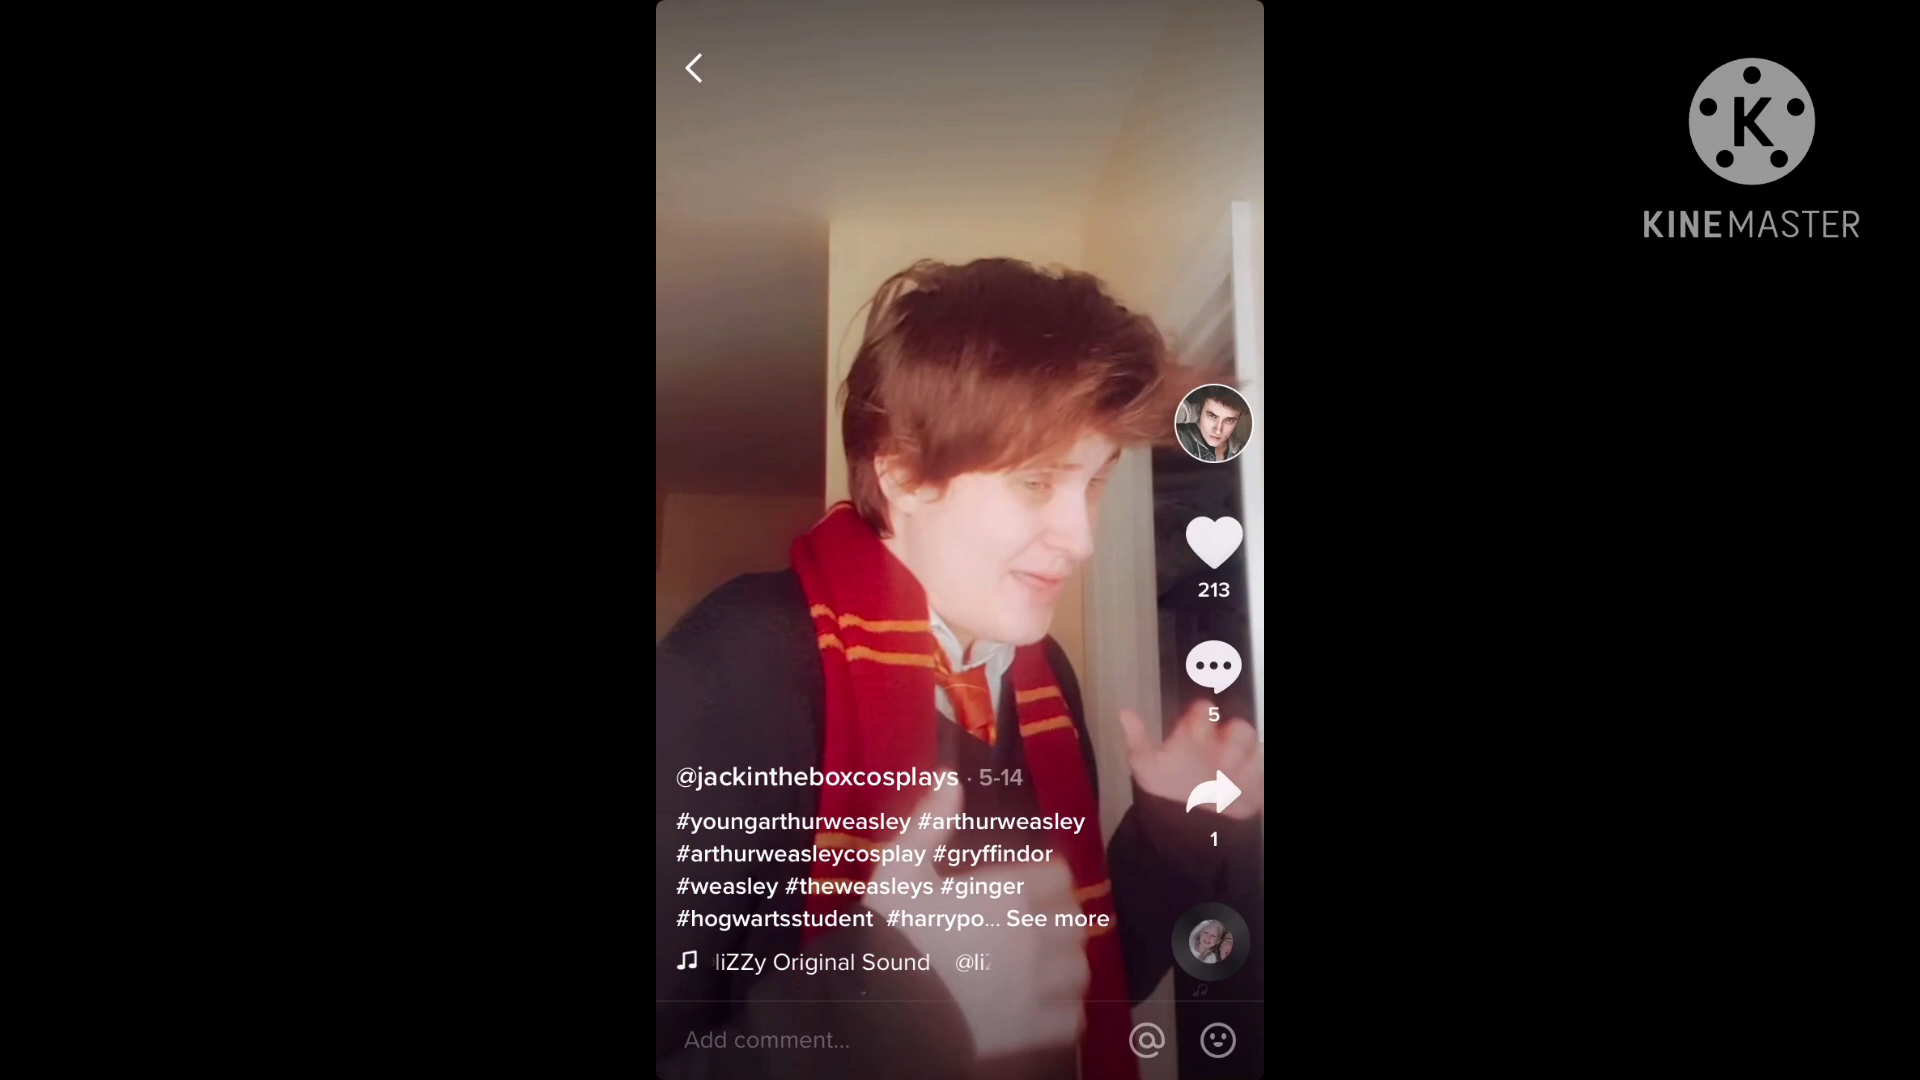 K
KINEMASTER
213
5
@jackintheboxcosplays · 5-14
#youngarthurweasley #arthurweasley
#arthurweasleycosplay #gryffindor
#weasley #theweasleys #ginger
#hogwartsstudent #harrypo... See more
1
liZZy Original Sound @liZ
Add comment...